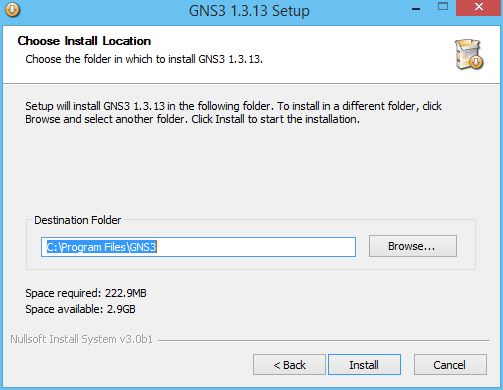 GNS3 1.3.13 Setup
Choose Install Location
Choose the folder in which to install GNS3 1.3.13.
Setup will install GNS3 1.3.13 in the following folder. To install in a different folder, click
Browse and select another folder. Click Install to start the installation.
Destination Folder
C:\Program Files\GNS3
Browse...
Space required: 222.9MB
Space available: 2.9GB
Nullsoft Install System v3.0b1
< Back
Install
Cancel